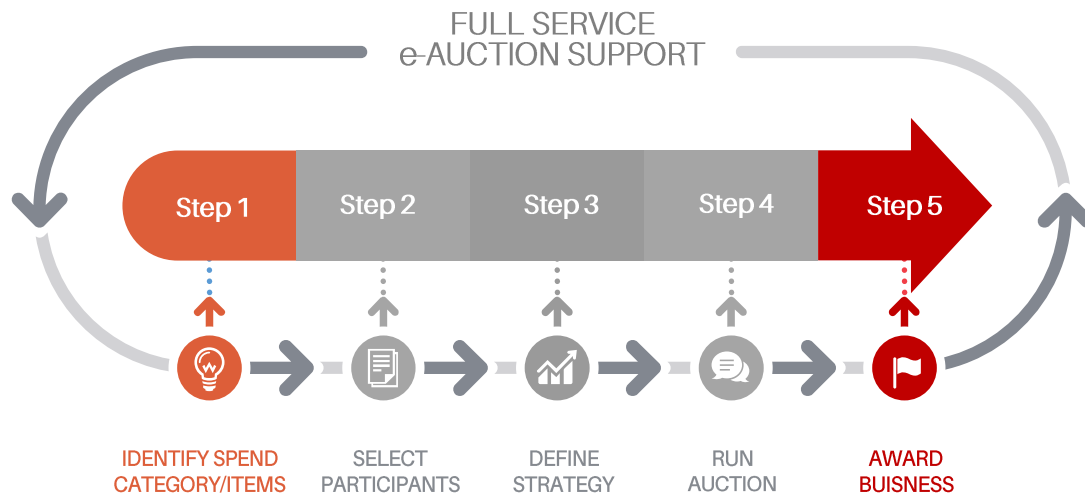 FULL SERVICE
e-AUCTION SUPPORT
Step 1
Step 2
Step 3
Step 4
Step 5
IDENTIFY SPEND
CATEGORY/ITEMS
SELECT
PARTICIPANTS
DEFINE
STRATEGY
RUN
AUCTION
AWARD
BUISNESS